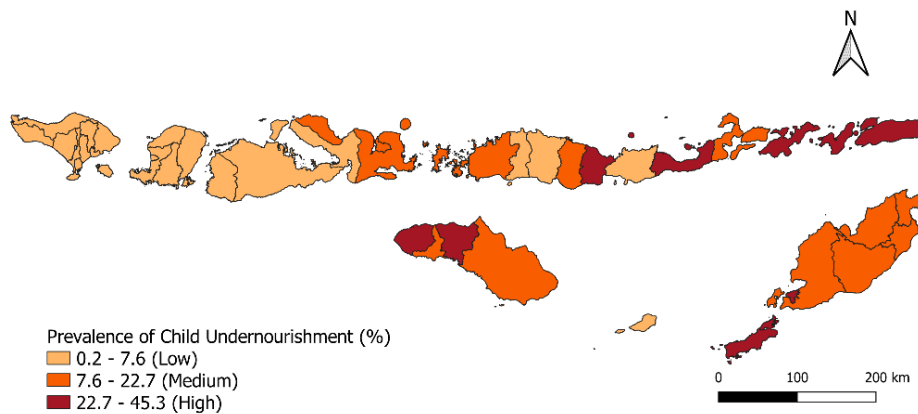 N
Prevalence of Child Undernourishment (%)
0.2 - 7.6 (Low)
7.6 - 22.7 (Medium)
22.7 - 45.3 (High)
0 100 200 km